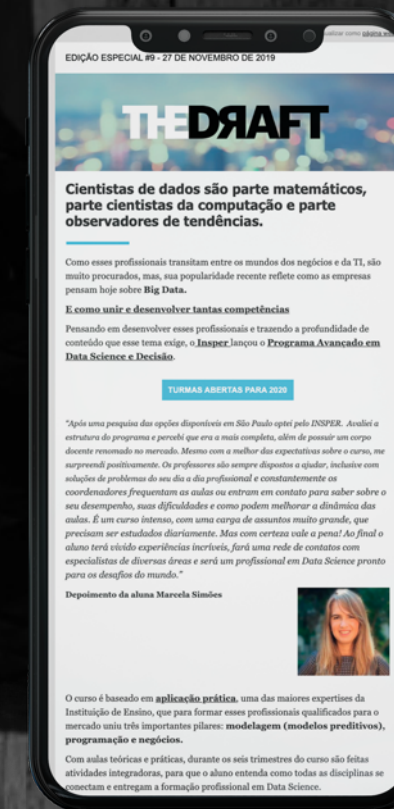 ualizar como página we
EDIÇÃO ESPECIAL #9 - 27 DE NOVEMBRO DE 2019
THEDRAFT
Cientistas de dados são parte matemáticos,
parte cientistas da computação e parte
observadores de tendências.
Como esses profissionais transitam entre os mundos dos negócios e da TI, são
muito procurados, mas, sua popularidade recente reflete como as empresas
pensam hoje sobre Big Data.
E como unir e desenvolver tantas competências
Pensando em desenvolver esses profissionais e trazendo a profundidade de
conteúdo que esse tema exige, o Insper lançou o Programa Avançado em
Data Science e Decisão.
TURMAS ABERTAS PARA 2020
"Após uma pesquisa das opções disponíveis em São Paulo optei pelo INSPER. Avaliei a
estrutura do programa e percebi que era a mais completa, além de possuir um corpo
docente renomado no mercado. Mesmo com a melhor das expectativas sobre o curso, me
surpreendi positivamente. Os professores são sempre dispostos a ajudar, inclusive com
soluções de problemas do seu dia a dia profissional e constantemente os
coordenadores frequentam as aulas ou entram em contato para saber sobre o
seu desempenho, suas dificuldades e como podem melhorar a dinâmica das
aulas. É um curso intenso, com uma carga de assuntos muito grande, que
precisam ser estudados diariamente. Mas com certeza vale a pena! Ao final o
aluno terá vivido experiências incríveis, fará uma rede de contatos com
especialistas de diversas áreas e será um profissional em Data Science pronto
para os desafios do mundo."
Depoimento da aluna Marcela Simões
O curso é baseado em aplicação prática, uma das maiores expertises da
Instituição de Ensino, que para formar esses profissionais qualificados para o
mercado uniu três importantes pilares: modelagem (modelos preditivos),
programação e negócios.
Com aulas teóricas e práticas, durante os seis trimestres do curso são feitas
atividades integradoras, para que o aluno entenda como todas as disciplinas se
conectam e entregam a formação profissional em Data Science.